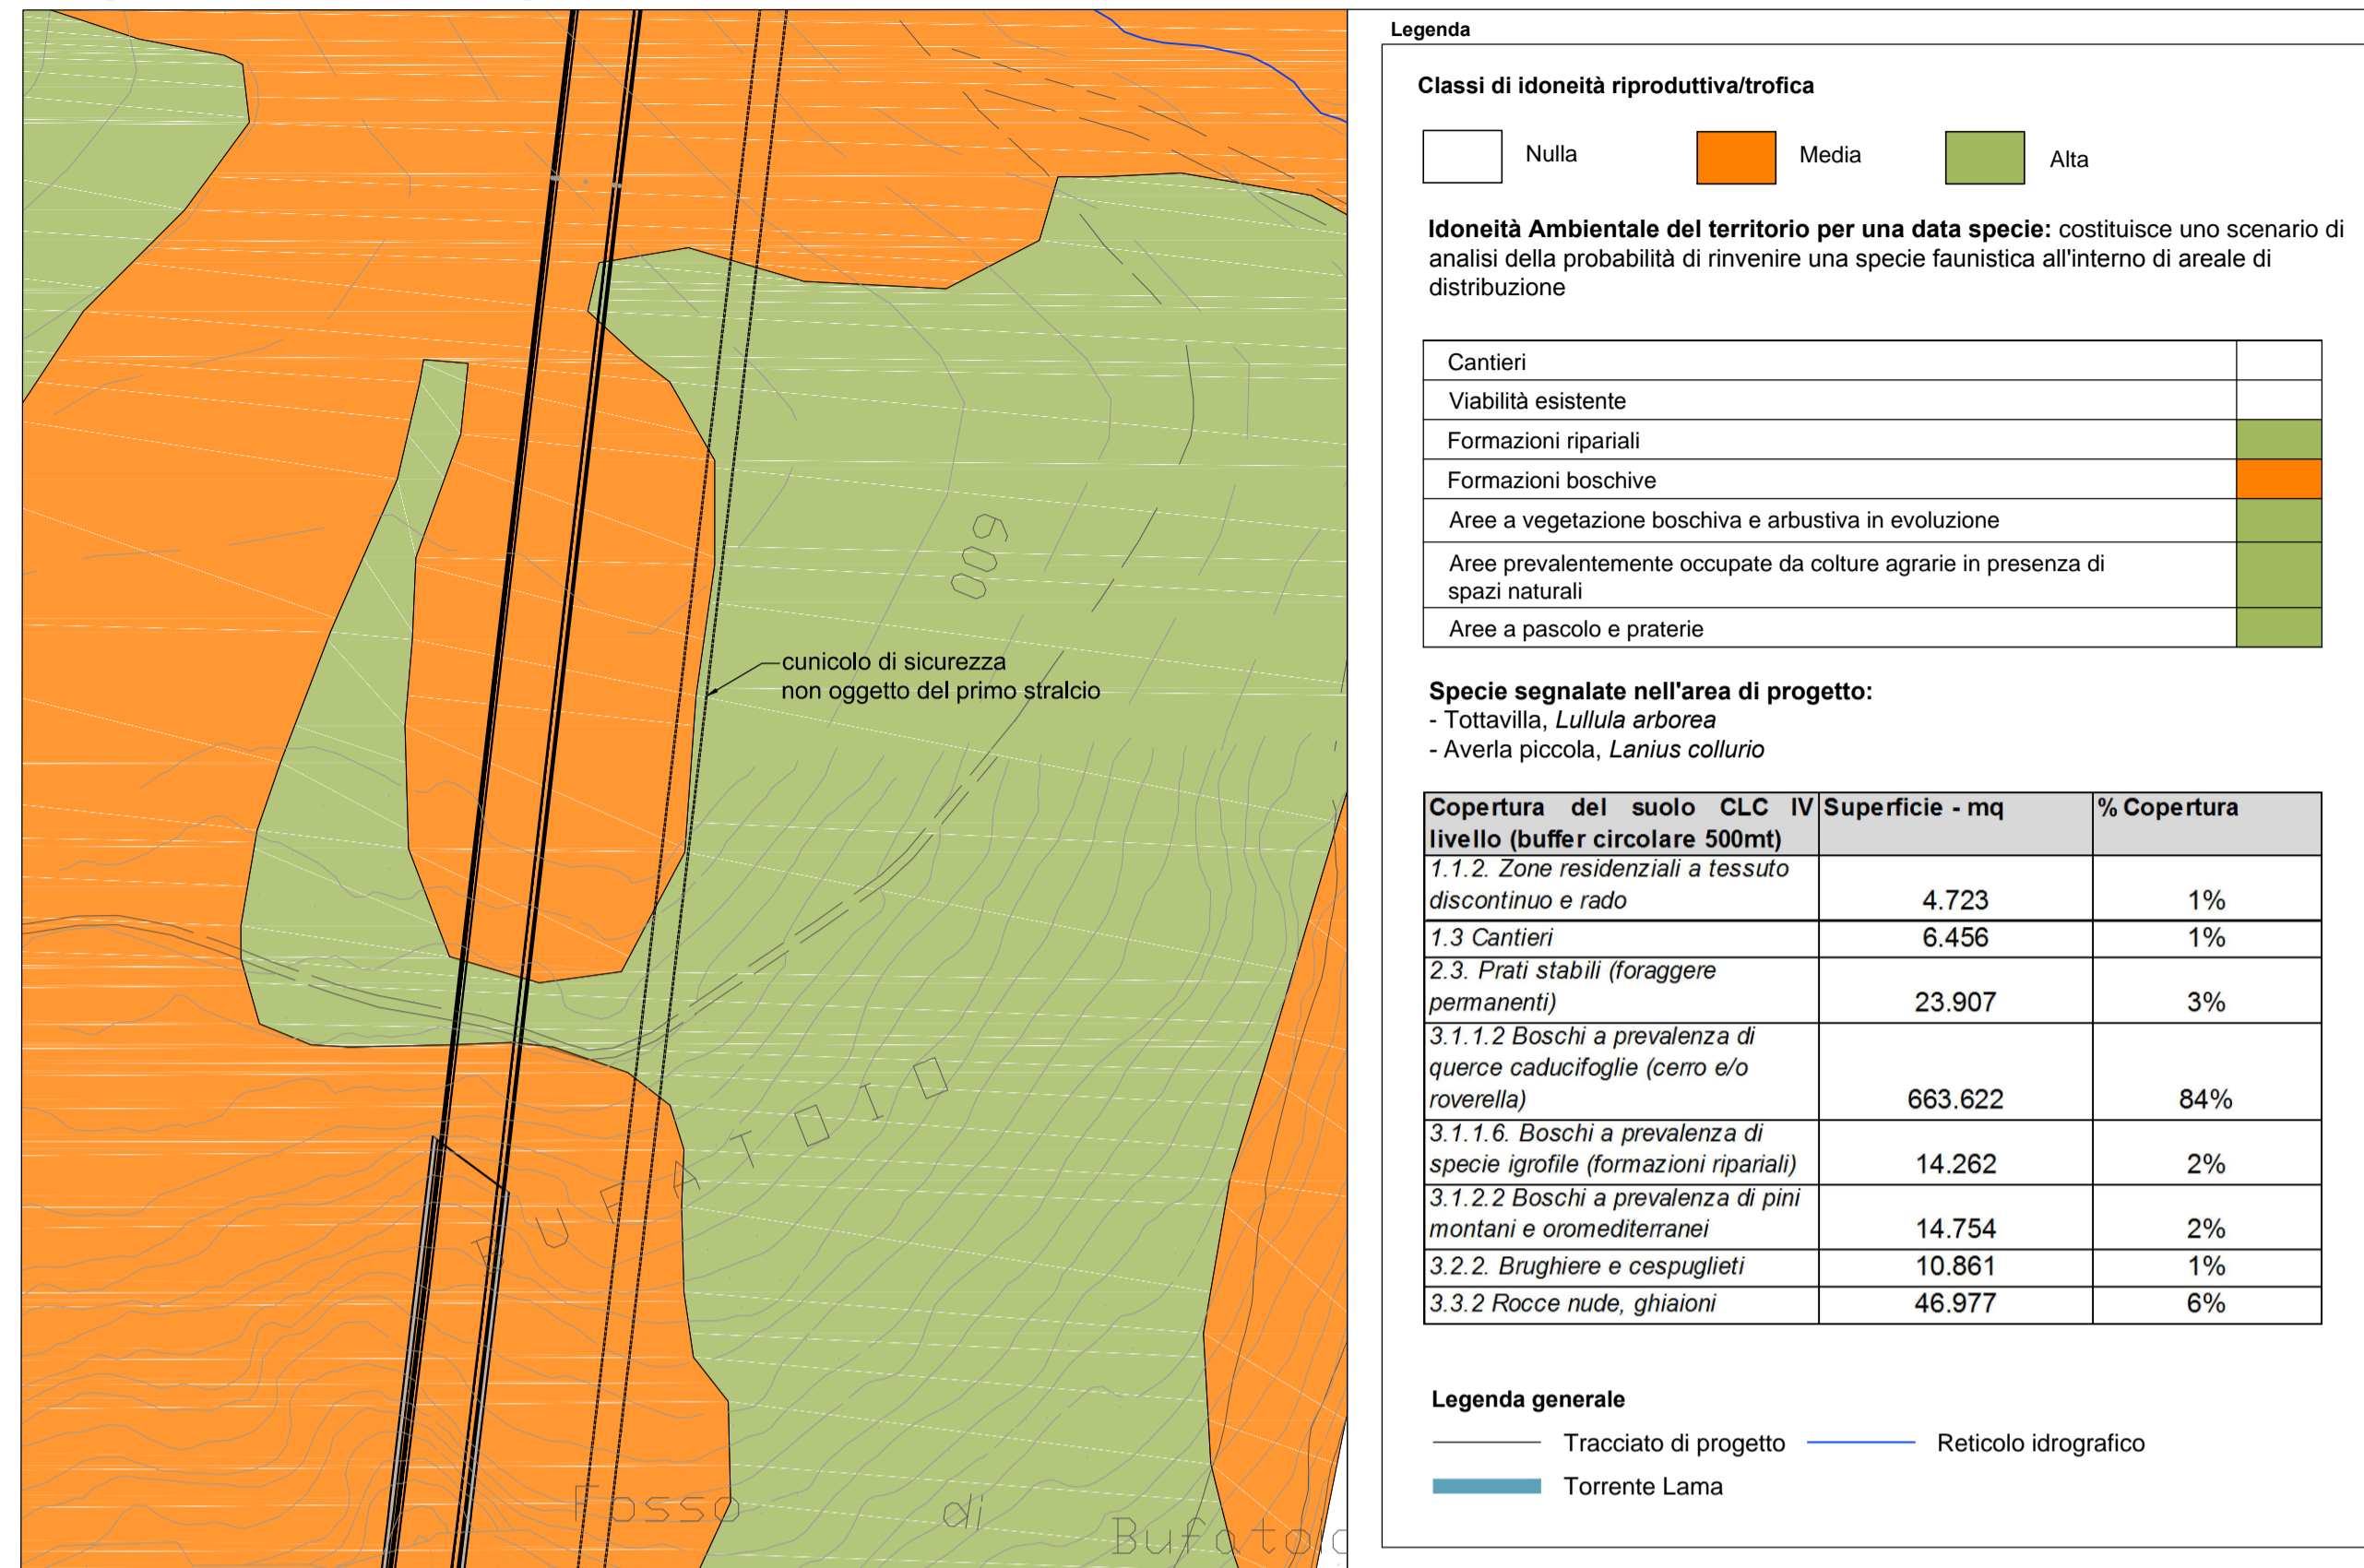 cunicolo di sicurezza
non oggetto del primo stralcio
600
BUFATOIO
Fosso di Bufatoio
Legenda
Classi di idoneità riproduttiva/trofica
Nulla Media Alta
Idoneità Ambientale del territorio per una data specie: costituisce uno scenario di
analisi della probabilità di rinvenire una specie faunistica all'interno di areale di
distribuzione
Cantieri
Viabilità esistente
Formazioni ripariali
Formazioni boschive
Aree a vegetazione boschiva e arbustiva in evoluzione
Aree prevalentemente occupate da colture agrarie in presenza di
spazi naturali
Aree a pascolo e praterie
Specie segnalate nell'area di progetto:
- Tottavilla, Lullula arborea
- Averla piccola, Lanius collurio
Copertura del suolo CLC IV Superficie - mq % Copertura
livello (buffer circolare 500mt)
1.1.2. Zone residenziali a tessuto
discontinuo e rado 4.723 1%
1.3 Cantieri 6.456 1%
2.3. Prati stabili (foraggere
permanenti) 23.907 3%
3.1.1.2 Boschi a prevalenza di
querce caducifoglie (cerro e/o
roverella) 663.622 84%
3.1.1.6. Boschi a prevalenza di
specie igrofile (formazioni ripariali) 14.262 2%
3.1.2.2 Boschi a prevalenza di pini
montani e oromediterranei 14.754 2%
3.2.2. Brughiere e cespuglieti 10.861 1%
3.3.2 Rocce nude, ghiaioni 46.977 6%
Legenda generale
Tracciato di progetto Reticolo idrografico
Torrente Lama